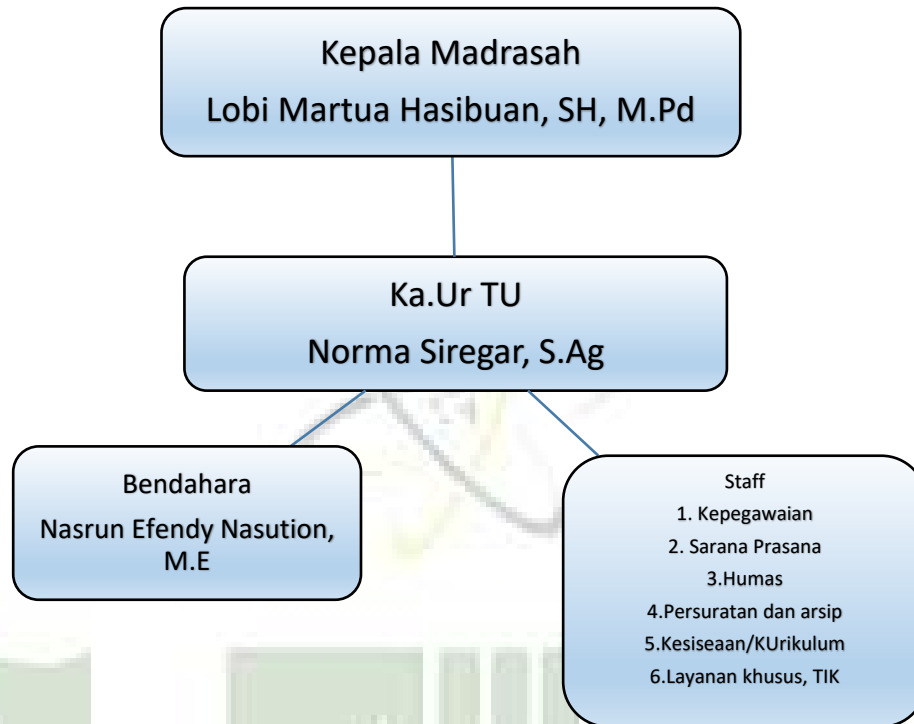 Kepala Madrasah
Lobi Martua Hasibuan, SH, M.Pd
Ka.Ur TU
Norma Siregar, S.Ag
Bendahara
Nasrun Efendy Nasution,
M.E
Staff
1. Kepegawaian
2. Sarana Prasana
3.Humas
4.Persuratan dan arsip
5.Kesiseaan/KUrikulum
6.Layanan khusus, TIK